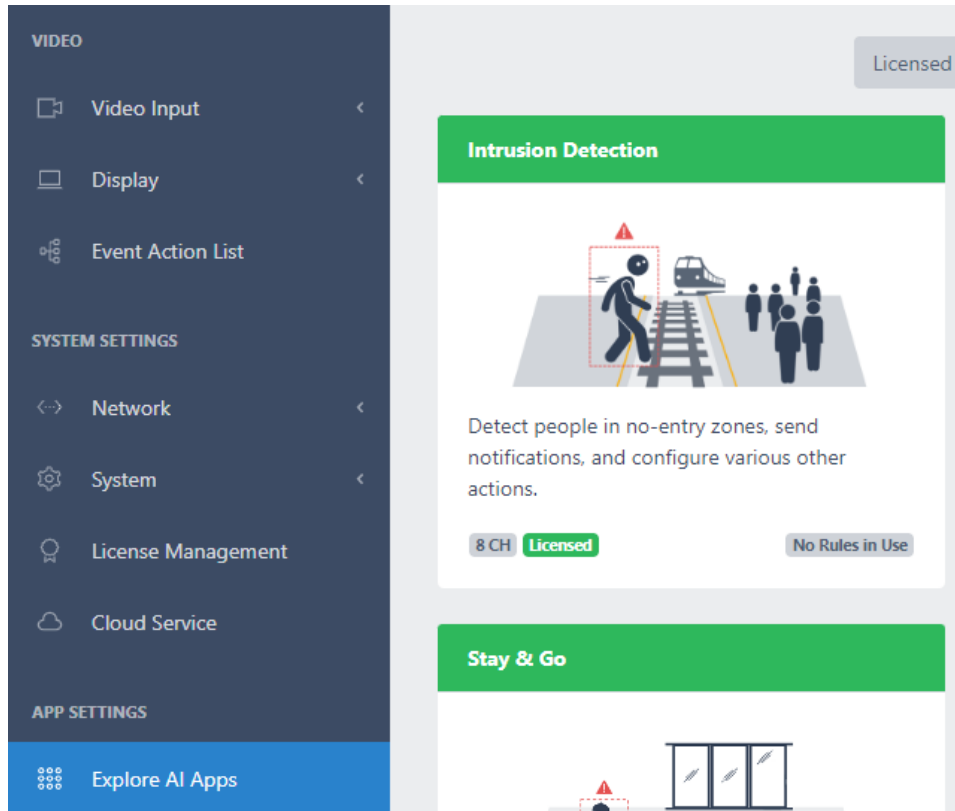 VIDEO
Video Input
Display
Event Action List
SYSTEM SETTINGS
Network
System
License Management
Cloud Service
APP SETTINGS
Explore AI Apps
Licensed
Intrusion Detection
Detect people in no-entry zones, send
notifications, and configure various other
actions.
8 CH Licensed No Rules in Use
Stay & Go